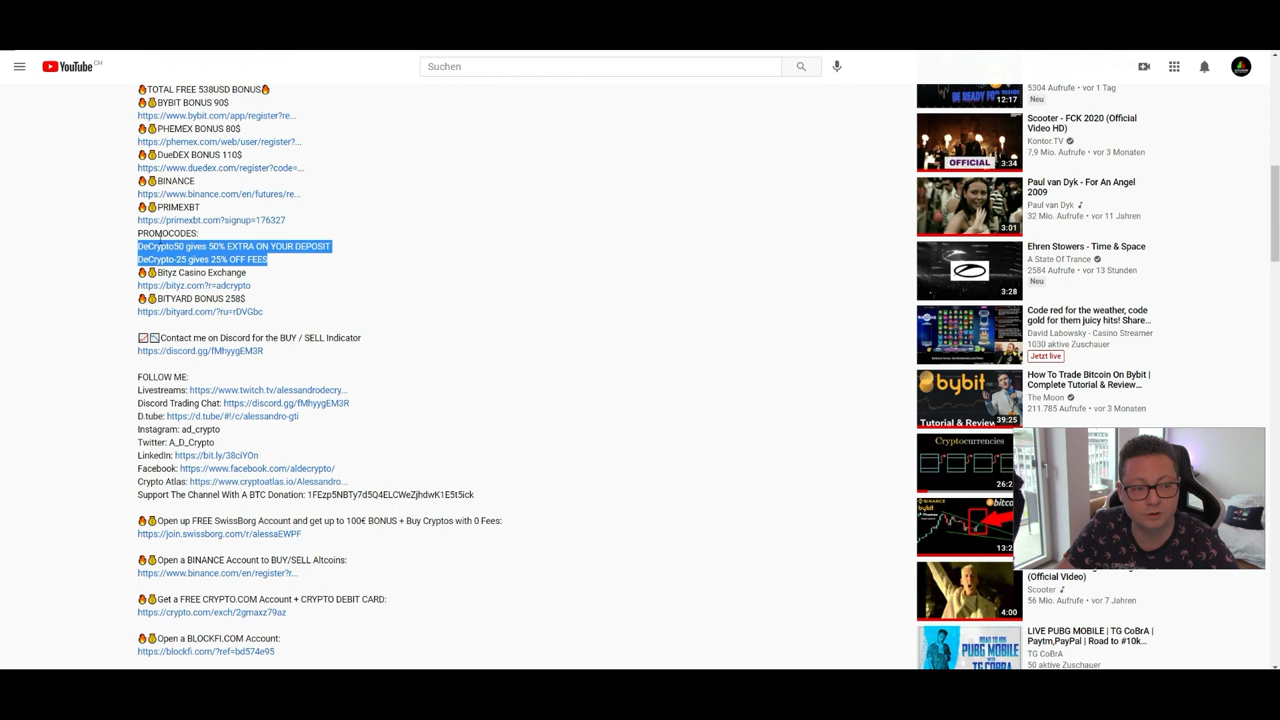 YouTube CH
Suchen
🔥TOTAL FREE 538USD BONUS🔥
🔥💰BYBIT BONUS 90$
https://www.bybit.com/app/register?re...
🔥💰PHEMEX BONUS 80$
https://phemex.com/web/user/register?...
🔥💰DueDEX BONUS 110$
https://www.duedex.com/register?code=...
🔥💰BINANCE
https://www.binance.com/en/futures/re...
🔥💰PRIMEXBT
https://primexbt.com?signup=176327
PROMOCODES:
DeCrypto50 gives 50% EXTRA ON YOUR DEPOSIT
DeCrypto-25 gives 25% OFF FEES
🔥💰Bityz Casino Exchange
https://bityz.com?r=adcrypto
🔥💰BITYARD BONUS 258$
https://bityard.com/?ru=rDVGbc
📈📉Contact me on Discord for the BUY / SELL Indicator
https://discord.gg/fMhyygEM3R
FOLLOW ME:
Livestreams: https://www.twitch.tv/alessandrodecry...
Discord Trading Chat: https://discord.gg/fMhyygEM3R
D.tube: https://d.tube/#!/c/alessandro-gti
Instagram: ad_crypto
Twitter: A_D_Crypto
LinkedIn: https://bit.ly/38ciYOn
Facebook: https://www.facebook.com/aldecrypto/
Crypto Atlas: https://www.cryptoatlas.io/Alessandro...
Support The Channel With A BTC Donation: 1FEzp5NBTy7d5Q4ELCWeZjhdwK1E5t5ick
🔥💰Open up FREE SwissBorg Account and get up to 100€ BONUS + Buy Cryptos with 0 Fees:
https://join.swissborg.com/r/alessaEWPF
🔥💰Open a BINANCE Account to BUY/SELL Altcoins:
https://www.binance.com/en/register?r...
🔥💰Get a FREE CRYPTO.COM Account + CRYPTO DEBIT CARD:
https://crypto.com/exch/2gmaxz79az
🔥💰Open a BLOCKFI.COM Account:
https://blockfi.com/?ref=bd574e95
BE READY FOR
12:17
5304 Aufrufe • vor 1 Tag
Neu
OFFICIAL
3:34
Scooter - FCK 2020 (Official
Video HD)
Kontor.TV
7,9 Mio. Aufrufe • vor 3 Monaten
3:01
Paul van Dyk - For An Angel
2009
Paul van Dyk
32 Mio. Aufrufe • vor 11 Jahren
3:28
Ehren Stowers - Time & Space
A State Of Trance
2584 Aufrufe • vor 13 Stunden
Neu
Code red for the weather, code
gold for them juicy hits! Share...
David Labowsky - Casino Streamer
1030 aktive Zuschauer
Jetzt live
bybit
Tutorial & Review
39:25
How To Trade Bitcoin On Bybit |
Complete Tutorial & Review...
The Moon
211.785 Aufrufe • vor 3 Monaten
Cryptocurrencies
26:2
BINANCE
bybit
bitco
13:2
4:00
(Official Video)
Scooter
56 Mio. Aufrufe • vor 7 Jahren
ROAD TO 10K
PUBG MOBILE
WITH
TG COBRA
LIVE PUBG MOBILE | TG CoBrA |
Paytm,PayPal | Road to #10k...
TG CoBrA
50 aktive Zuschauer